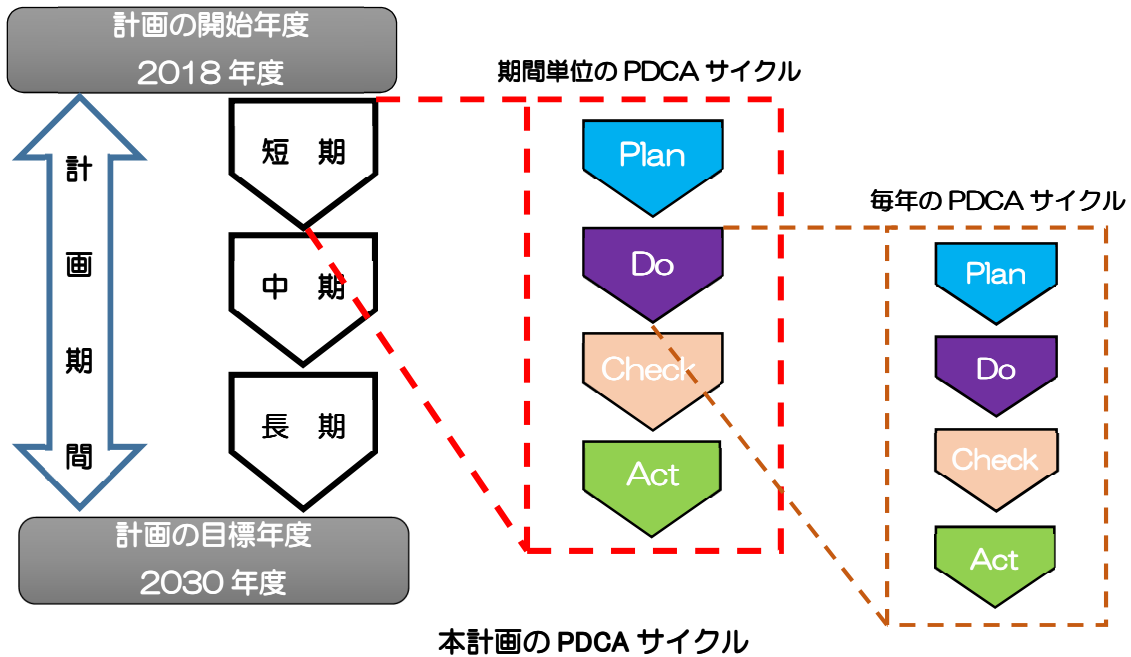 計画の開始年度
2018 年度
計画期間
短　期
中　期
長　期
計画の目標年度
2030 年度
期間単位の PDCA サイクル
Plan
Do
Check
Act
毎年の PDCA サイクル
Plan
Do
Check
Act
本計画の PDCA サイクル